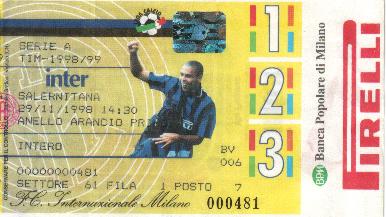 SERIE A
TIM-1998/99
inter
SALERNITANA
29/11/1998 14:30
ANELLO ARANCIO PRI
INTERO
BV
006
00000000481
SETTORE 61 FILA 1 POSTO 7
F.C. Internazionale Milano
000481
1
2
3
BPM Banca Popolare di Milano
PIRELLI